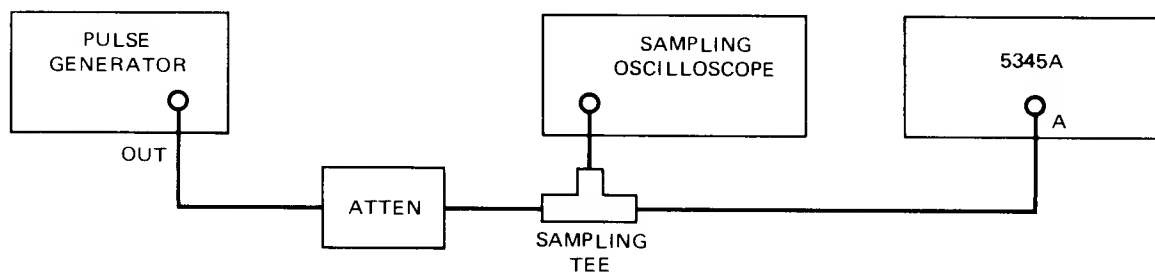 PULSE
GENERATOR
OUT
ATTEN
SAMPLING
OSCILLOSCOPE
SAMPLING
TEE
5345A
A